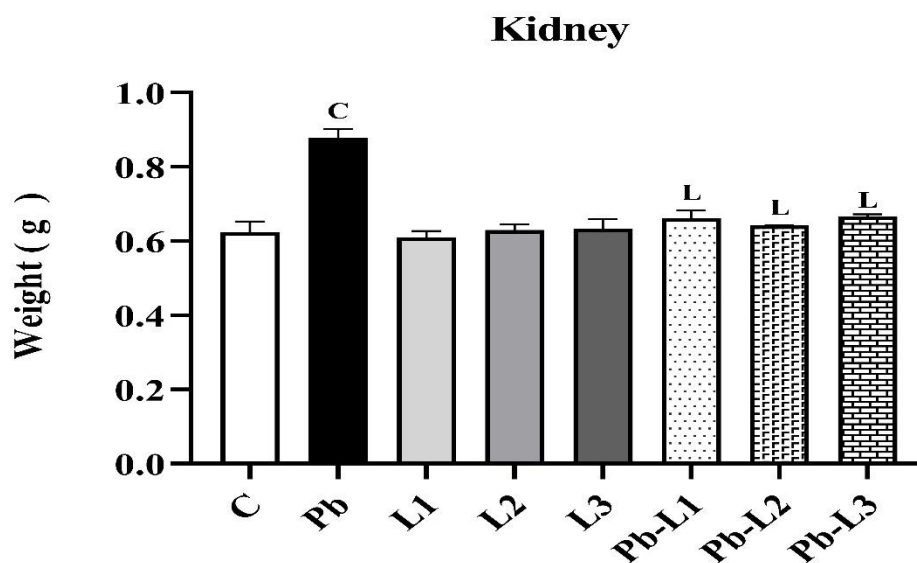 Kidney
Weight ( g )
1.0
0.8
0.6
0.4
0.2
0.0
C
L
L
L
C
Pb
L1
L2
L3
Pb-L1
Pb-L2
Pb-L3